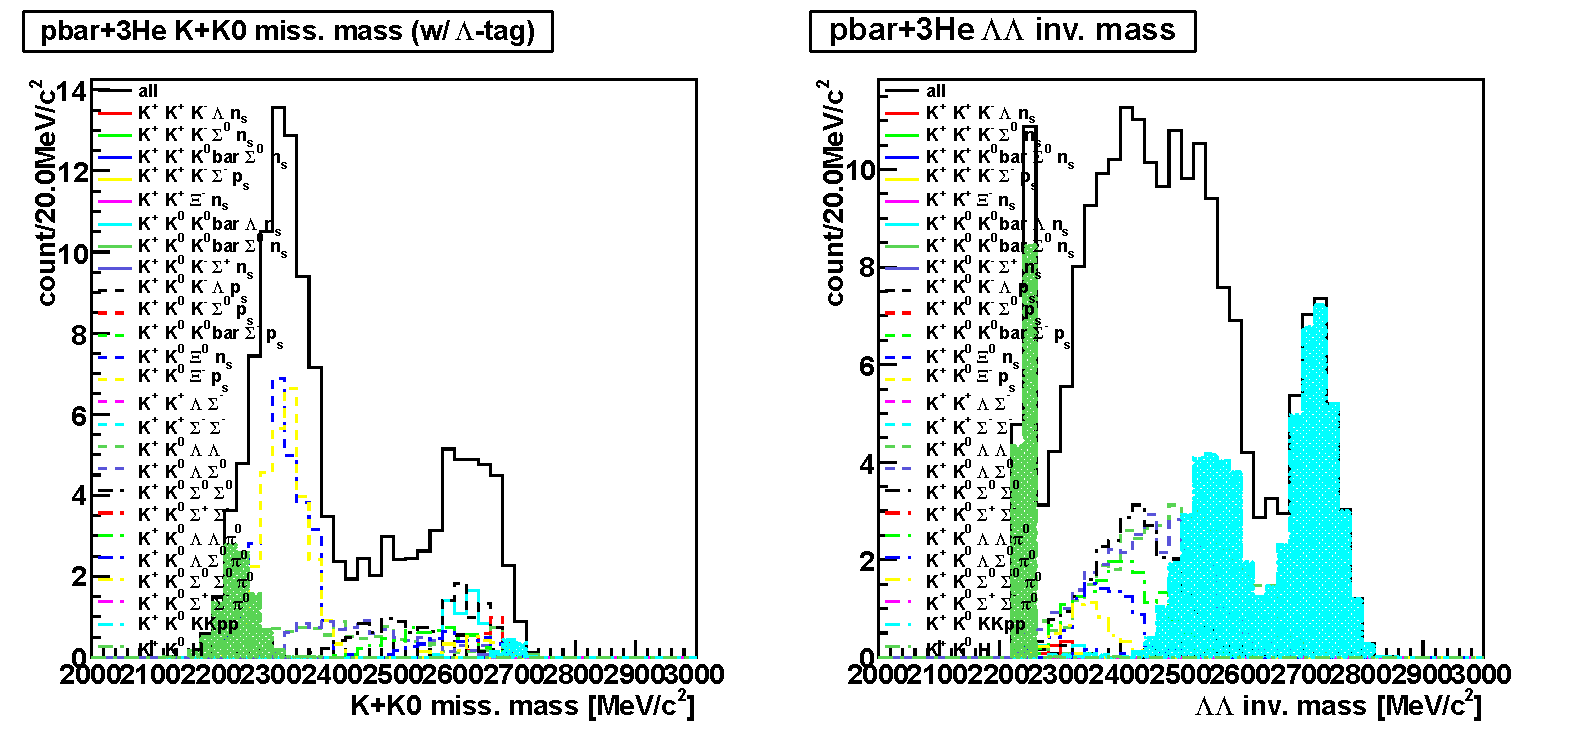 pbar+3He K+K0 miss. mass (w/ Λ-tag)
count/20.0MeV/c²
14
12
10
8
6
4
2
0
all
K⁺ K⁺ K⁻ Λ nₛ
K⁺ K⁺ K⁻ Σ⁰ nₛ
K⁺ K⁺ K⁰bar Σ⁰ nₛ
K⁺ K⁺ K⁻ Σ⁻ pₛ
K⁺ K⁺ Ξ⁻ nₛ
K⁺ K⁰ K⁰bar Λ nₛ
K⁺ K⁰ K⁰bar Σ⁰ nₛ
K⁺ K⁰ K⁻ Σ⁺ nₛ
K⁺ K⁰ K⁻ Λ pₛ
K⁺ K⁰ K⁻ Σ⁰ pₛ
K⁺ K⁰ K⁰bar Σ⁻ pₛ
K⁺ K⁰ Ξ⁰ nₛ
K⁺ K⁰ Ξ⁻ pₛ
K⁺ K⁺ Λ Σ⁻
K⁺ K⁺ Σ⁻ Σ⁻
K⁺ K⁰ Λ Λ
K⁺ K⁰ Λ Σ⁰
K⁺ K⁰ Σ⁰ Σ⁰
K⁺ K⁰ Σ⁺ Σ
K⁺ K⁰ Λ Λ π⁰
K⁺ K⁰ Λ Σ⁰ π⁰
K⁺ K⁰ Σ⁰ Σ⁰ π⁰
K⁺ K⁰ Σ⁺ Σ⁻ π⁰
K⁺ K⁰ KKpp
K⁺ K⁰ H
2000 2100 2200 2300 2400 2500 2600 2700 2800 2900 3000
K+K0 miss. mass [MeV/c²]
pbar+3He ΛΛ inv. mass
count/20.0MeV/c²
10
8
6
4
2
0
all
K⁺ K⁺ K⁻ Λ nₛ
K⁺ K⁺ K⁻ Σ⁰ nₛ
K⁺ K⁺ K⁰bar Σ⁰ nₛ
K⁺ K⁺ K⁻ Σ⁻ pₛ
K⁺ K⁺ Ξ⁻ nₛ
K⁺ K⁰ K⁰bar Λ nₛ
K⁺ K⁰ K⁰bar Σ⁰ nₛ
K⁺ K⁰ K⁻ Σ⁺ nₛ
K⁺ K⁰ K⁻ Λ pₛ
K⁺ K⁰ K⁻ Σ⁰ pₛ
K⁺ K⁰ K⁰bar Σ⁻ pₛ
K⁺ K⁰ Ξ⁰ nₛ
K⁺ K⁰ Ξ⁻ pₛ
K⁺ K⁺ Λ Σ⁻
K⁺ K⁺ Σ⁻ Σ⁻
K⁺ K⁰ Λ Λ
K⁺ K⁰ Λ Σ⁰
K⁺ K⁰ Σ⁰ Σ⁰
K⁺ K⁰ Σ⁺ Σ
K⁺ K⁰ Λ Λ π⁰
K⁺ K⁰ Λ Σ⁰ π⁰
K⁺ K⁰ Σ⁰ Σ⁰ π⁰
K⁺ K⁰ Σ⁺ Σ⁻ π⁰
K⁺ K⁰ KKpp
K⁺ K⁰ H
2000 2100 2200 2300 2400 2500 2600 2700 2800 2900 3000
ΛΛ inv. mass [MeV/c²]